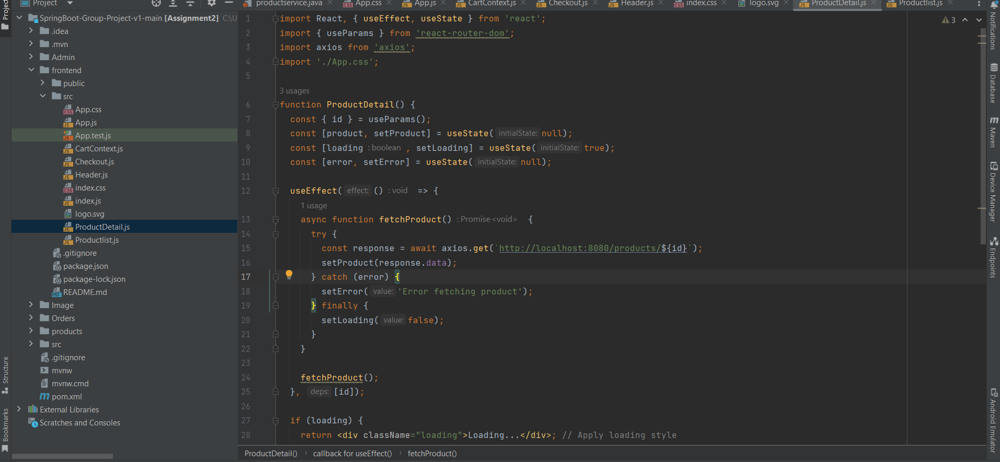 Project
productservice.java
App.css
App.js
CartContext.js
Checkout.js
Header.js
index.css
logo.svg
ProductDetail.js
Productlist.js
Project
Structure
Bookmarks
SpringBoot-Group-Project-v1-main [Assignment2] C:\U
.idea
.mvn
Admin
frontend
public
src
App.css
App.js
App.test.js
CartContext.js
Checkout.js
Header.js
index.css
index.js
logo.svg
ProductDetail.js
Productlist.js
.gitignore
package.json
package-lock.json
README.md
Image
Orders
products
src
.gitignore
mvnw
mvnw.cmd
pom.xml
External Libraries
Scratches and Consoles
3
1 import React, { useEffect, useState } from 'react';
2 import { useParams } from 'react-router-dom';
3 import axios from 'axios';
4 import './App.css';
5
3 usages
6 function ProductDetail() {
7 const { id } = useParams();
8 const [product, setProduct] = useState( initialState: null);
9 const [loading : boolean , setLoading] = useState( initialState: true);
10 const [error, setError] = useState( initialState: null);
11
12 useEffect( effect: () : void => {
1 usage
13 async function fetchProduct() : Promise<void> {
14 try {
15 const response = await axios.get(`http://localhost:8080/products/${id}`);
16 setProduct(response.data);
17 } catch (error) {
18 setError( value: 'Error fetching product');
19 } finally {
20 setLoading( value: false);
21 }
22 }
23
24 fetchProduct();
25 }, deps: [id]);
26
27 if (loading) {
28 return <div className="loading">Loading...</div>; // Apply loading style
ProductDetail() › callback for useEffect() › fetchProduct()
Notifications
Database
Maven
Device Manager
Endpoints
Android Emulator